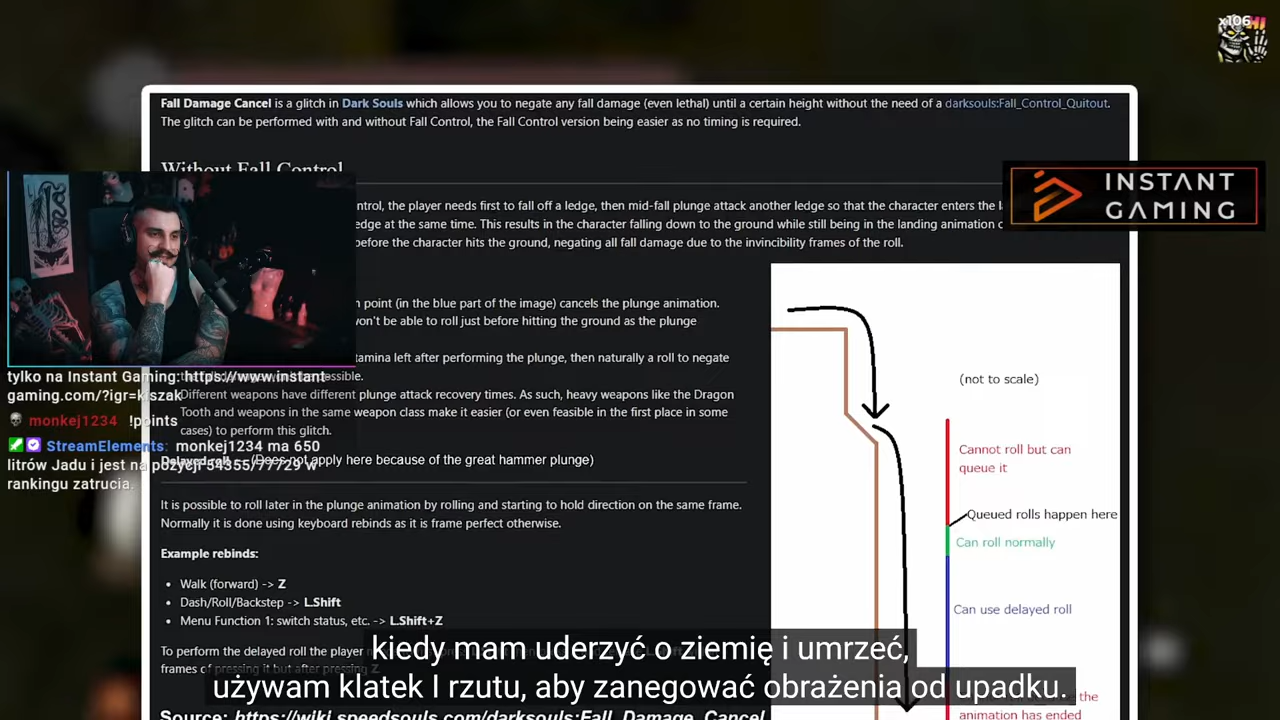 x106
Fall Damage Cancel is a glitch in Dark Souls which allows you to negate any fall damage (even lethal) until a certain height without the need of a darksouls:Fall_Control_Quitout.
The glitch can be performed with and without Fall Control, the Fall Control version being easier as no timing is required.
Without Fall Control
ntrol, the player needs first to fall off a ledge, then mid-fall plunge attack another ledge so that the character enters the
edge at the same time. This results in the character falling down to the ground while still being in the landing animation
before the character hits the ground, negating all fall damage due to the invincibility frames of the roll.
INSTANT
GAMING
point (in the blue part of the image) cancels the plunge animation.
won't be able to roll just before hitting the ground as the plunge
tamina left after performing the plunge, then naturally a roll to negate
possible.
Different weapons have different plunge attack recovery times. As such, heavy weapons like the Dragon
Tooth and weapons in the same weapon class make it easier (or even feasible in the first place in some
cases) to perform this glitch.
(Does not apply here because of the great hammer plunge)
It is possible to roll later in the plunge animation by rolling and starting to hold direction on the same frame.
Normally it is done using keyboard rebinds as it is frame perfect otherwise.
Example rebinds:
• Walk (forward) -> Z
• Dash/Roll/Backstep -> L.Shift
• Menu Function 1: switch status, etc. -> L.Shift+Z
To perform the delayed roll the player
frames of pressing it but after pressing Z.
Source: https://wiki.speedsouls.com/darksouls:Fall_Damage_Cancel
(not to scale)
Cannot roll but can
queue it
Queued rolls happen here
Can roll normally
Can use delayed roll
the
animation has ended
tylko na Instant Gaming: https://www.instant-
gaming.com/?igr=kiszak
monkej1234 !points
StreamElements: monkej1234 ma 650
litrów Jadu i jest na
rankingu zatrucia.
kiedy mam uderzyć o ziemię i umrzeć,
używam klatek I rzutu, aby zanegować obrażenia od upadku.